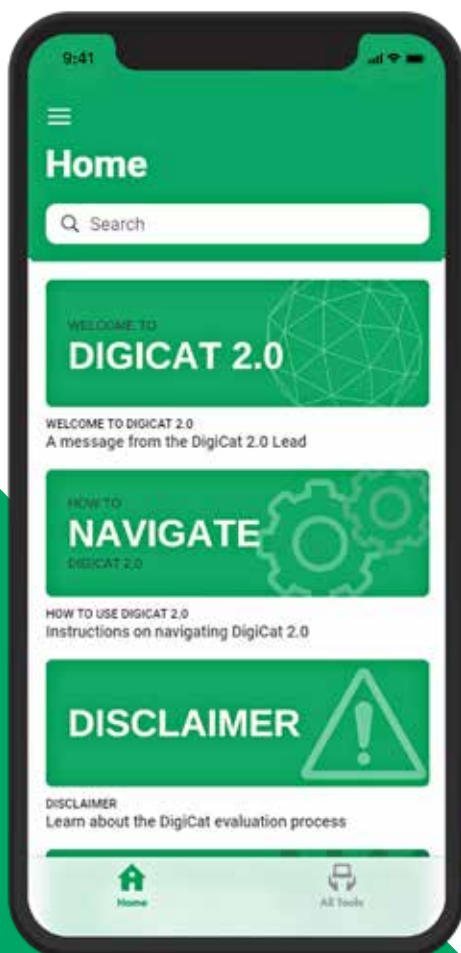 9:41
Home
Search
WELCOME TO
DIGICAT 2.0
WELCOME TO DIGICAT 2.0
A message from the DigiCat 2.0 Lead
HOW TO
NAVIGATE
DIGICAT 2.0
HOW TO USE DIGICAT 2.0
Instructions on navigating DigiCat 2.0
DISCLAIMER
DISCLAIMER
Learn about the DigiCat evaluation process
Home
All Tools